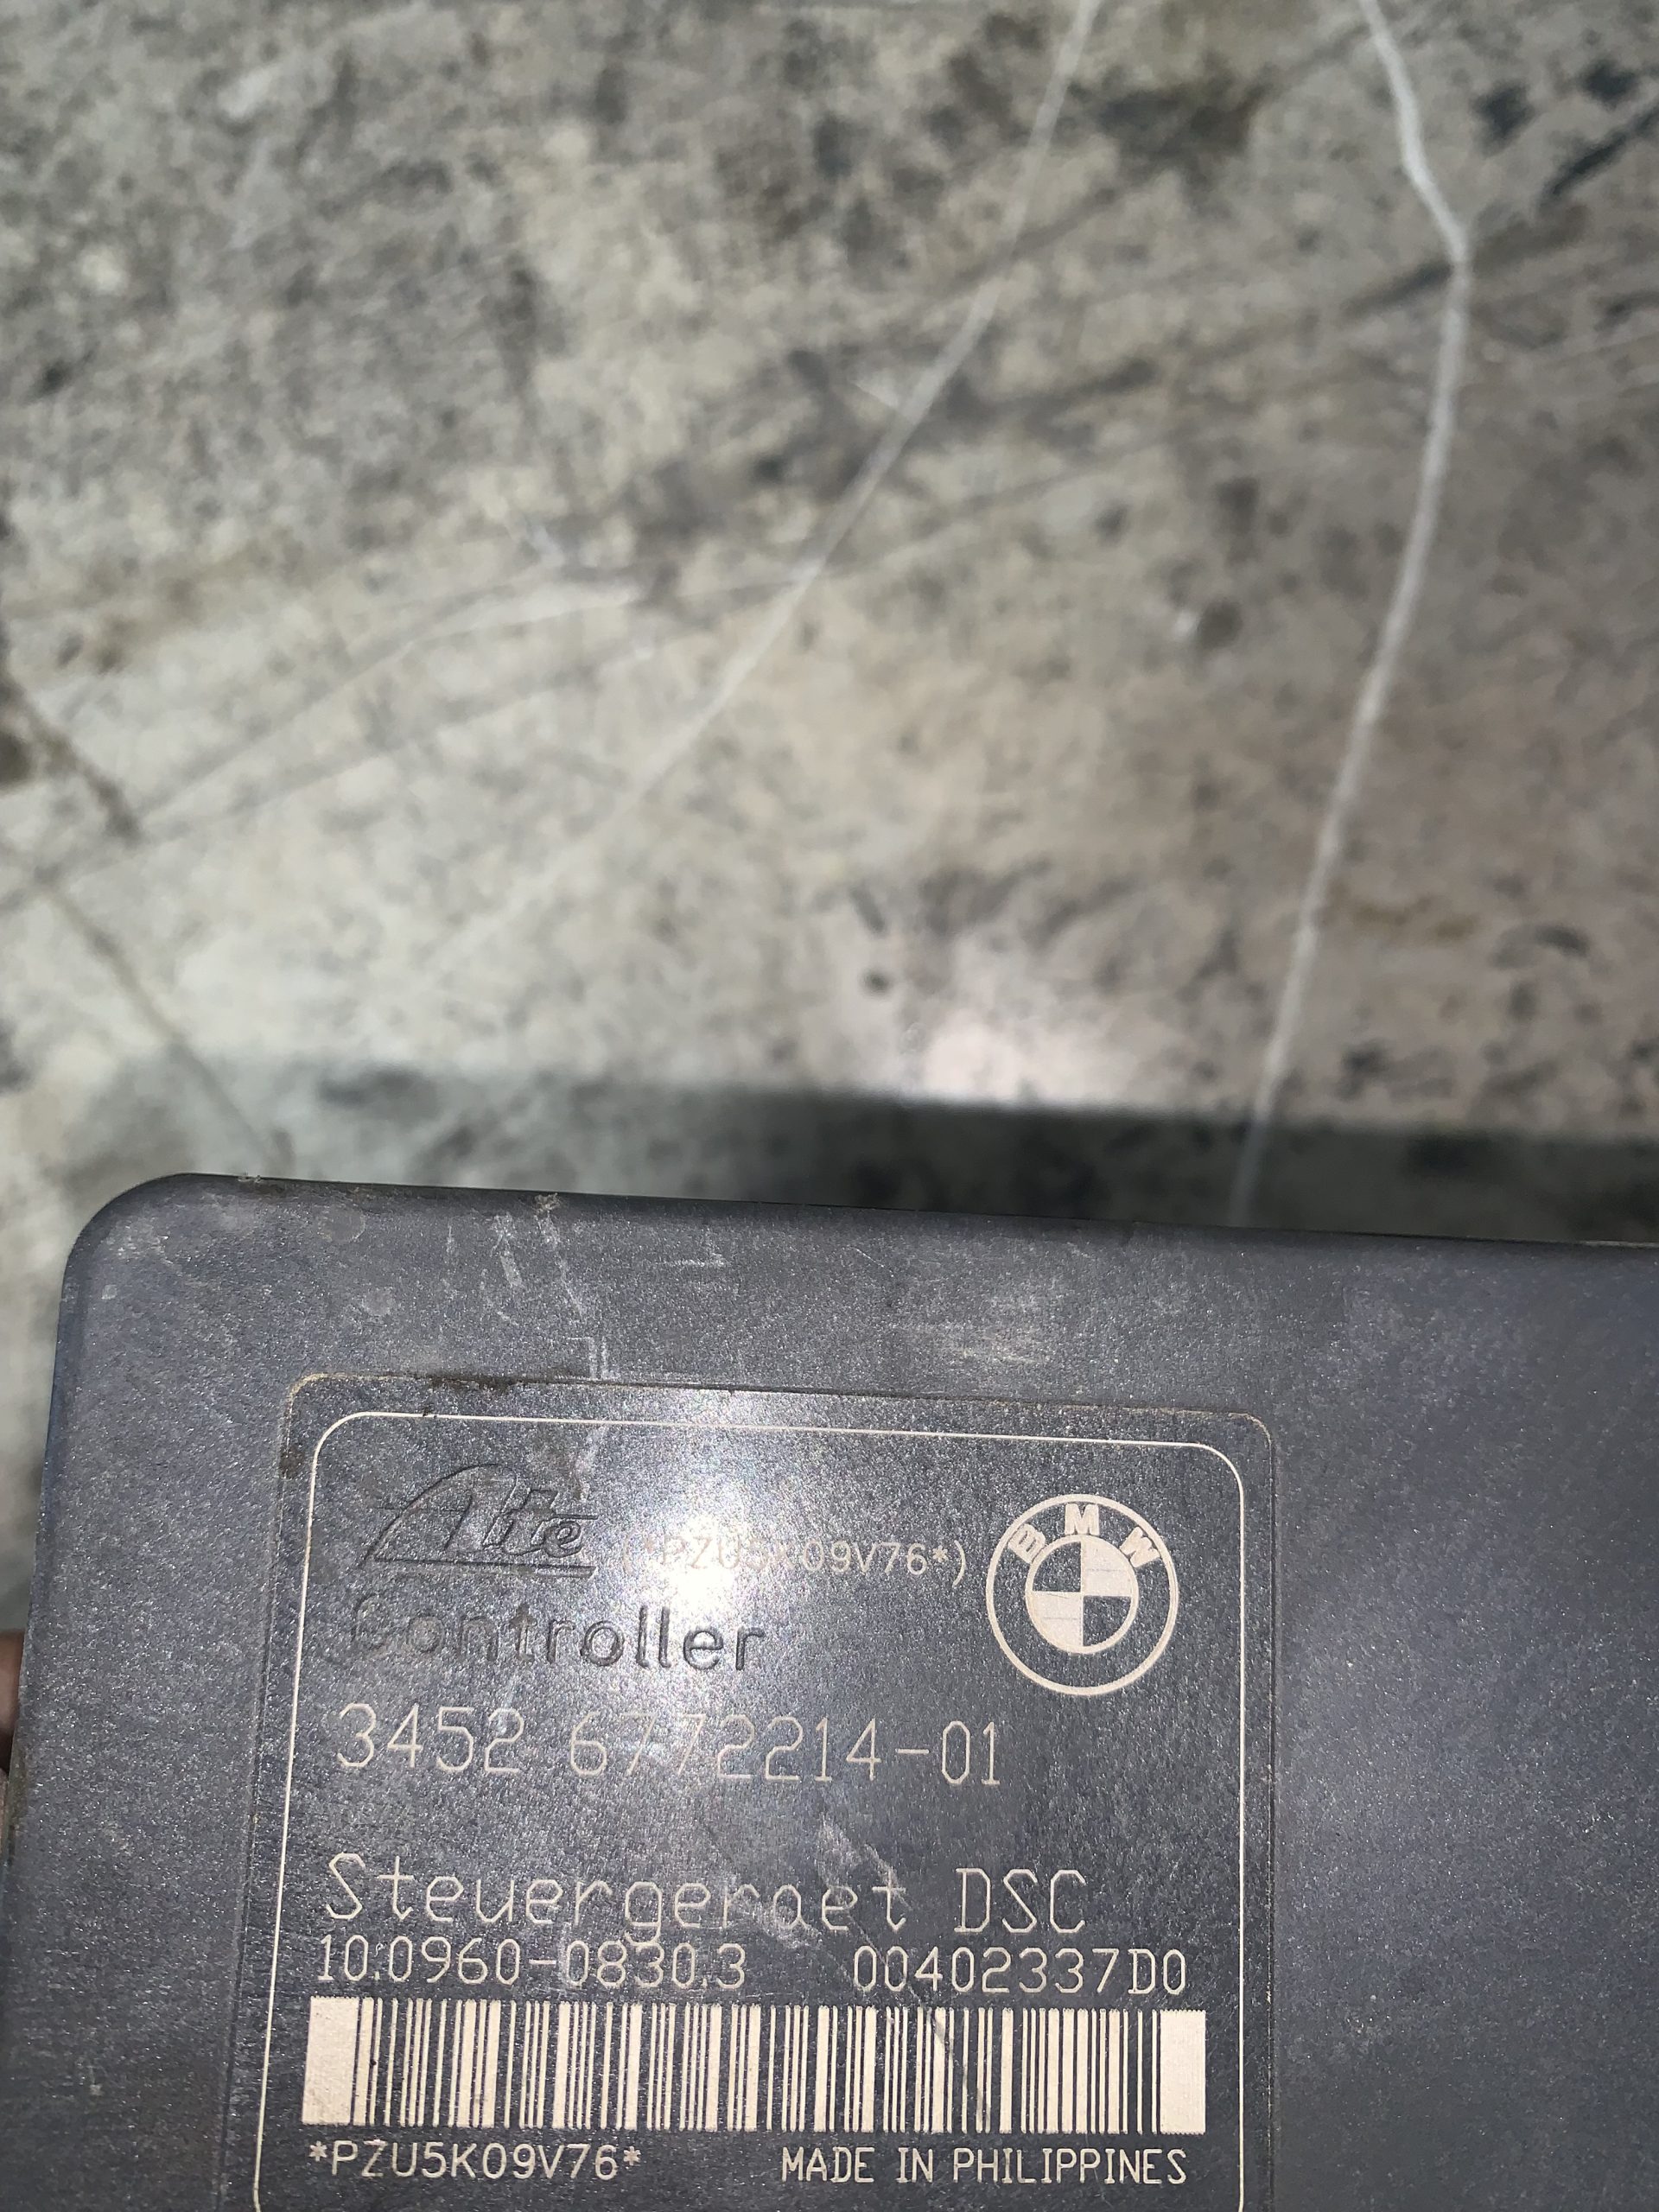 Ate (*PZU5K09V76*) BMW
Controller
3452 6772214-01
Steuergeraet DSC
10.0960-0830.3 00402337D0
*PZU5K09V76* MADE IN PHILIPPINES